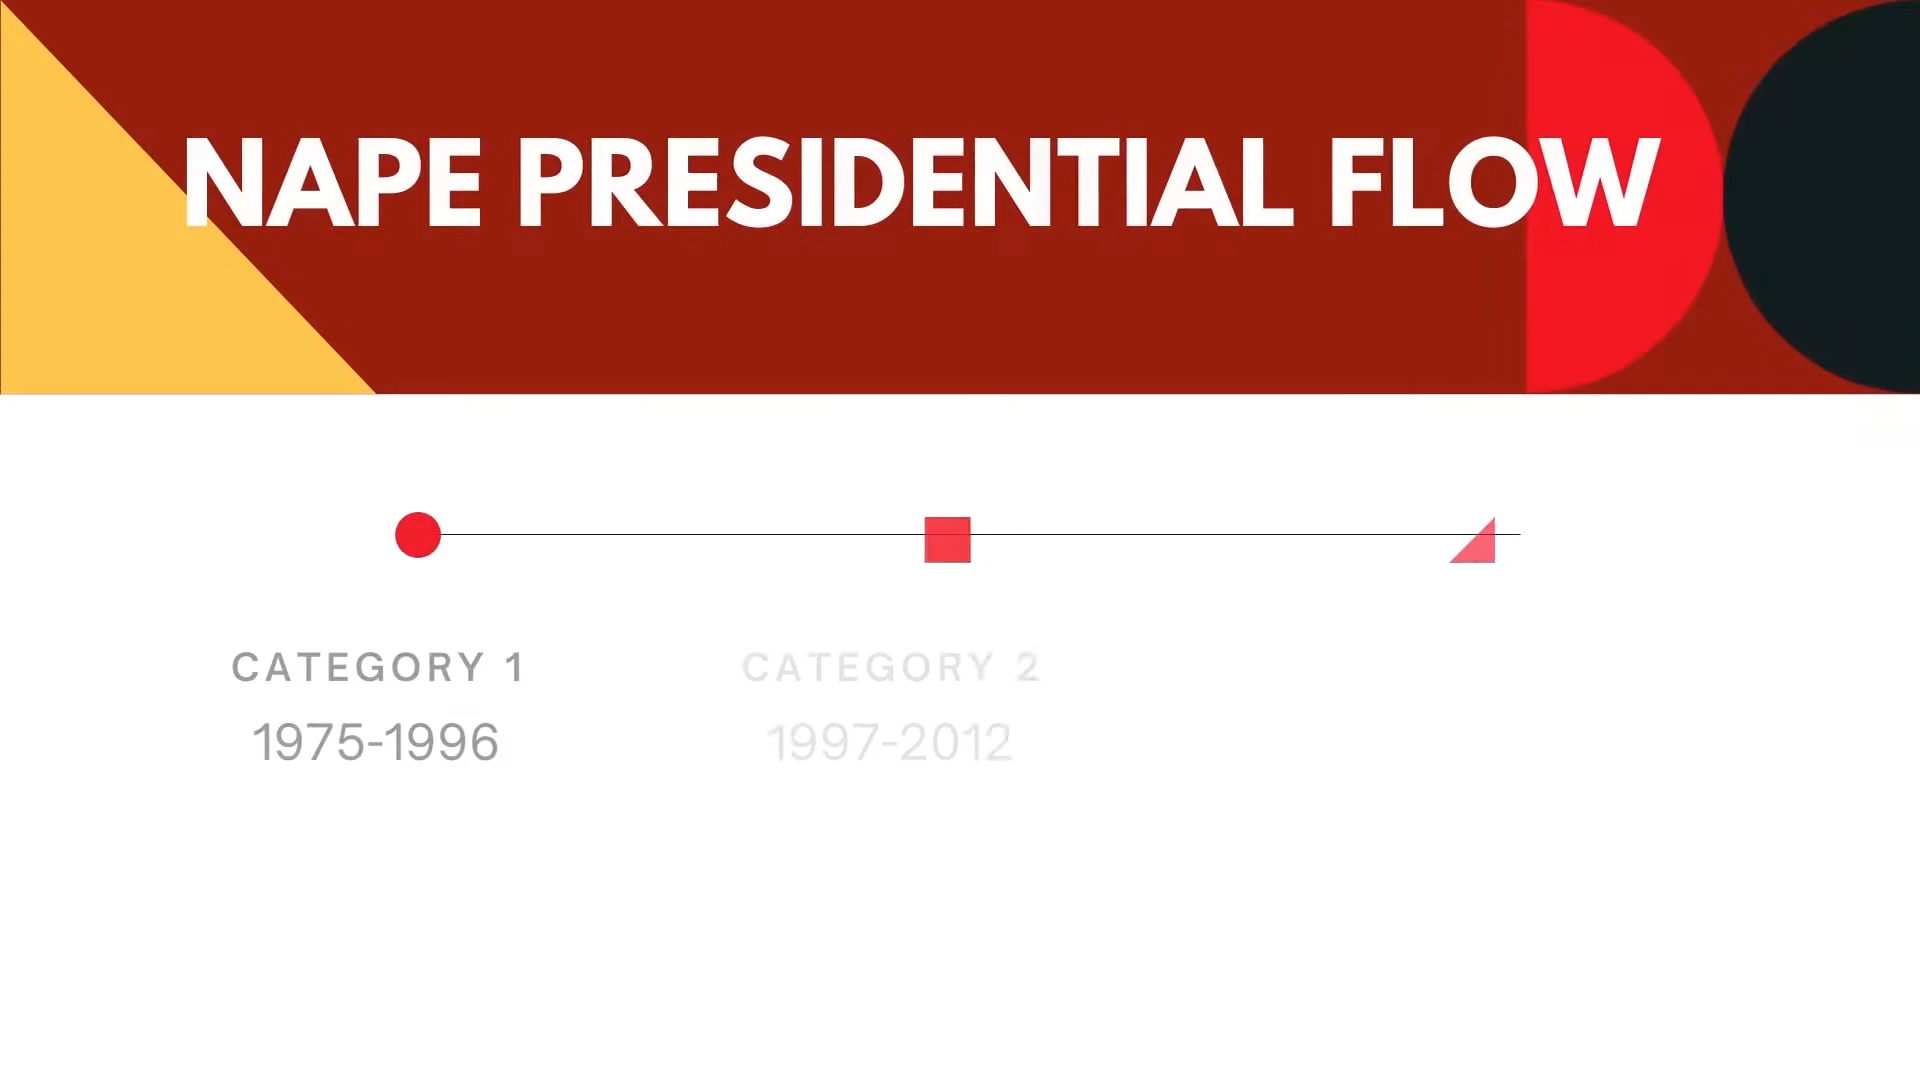 NAPE PRESIDENTIAL FLOW
CATEGORY 1
1975-1996
CATEGORY 2
1997-2012